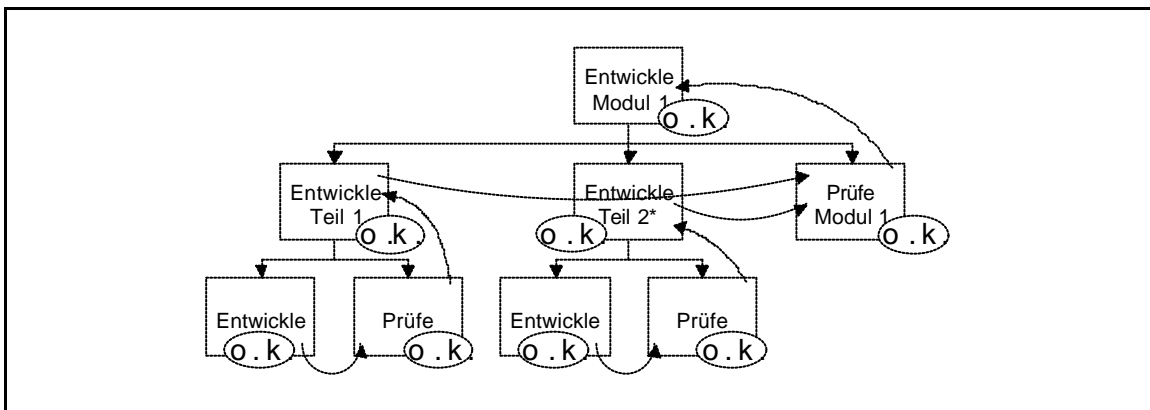 Entwickle
Modul 1
o.k.
Entwickle
Teil 1
o.k.
Entwickle
Teil 2*
o.k.
Prüfe
Modul 1
o.k.
Entwickle
o.k.
Prüfe
o.k.
Entwickle
o.k.
Prüfe
o.k.